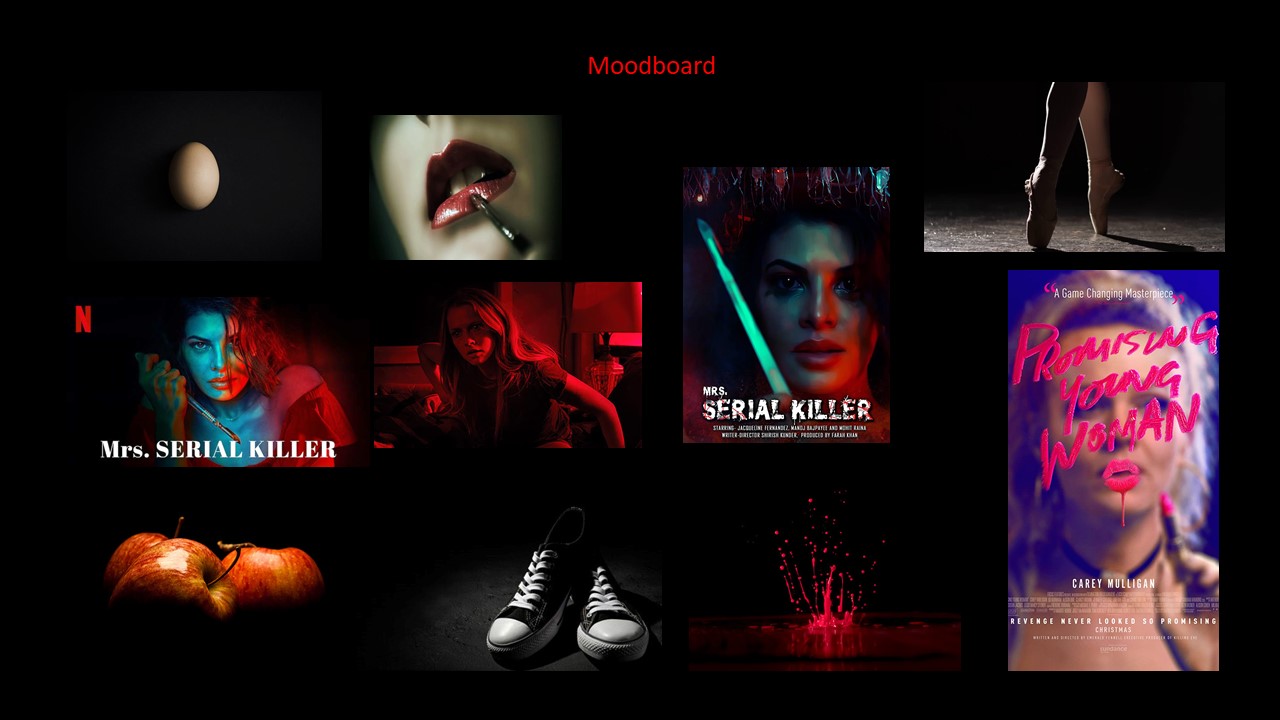 Moodboard
N
Mrs. SERIAL KILLER
MRS.
SERIAL KILLER
STARRING- JACQUELINE FERNANDEZ, MANOJ BAJPAYEE AND MOHIT RAINA
WRITER-DIRECTOR SHIRISH KUNDER, PRODUCED BY FARAH KHAN
“A Game Changing Masterpiece„
PROMISING
YOUNG
WOMAN
CAREY MULLIGAN
REVENGE NEVER LOOKED SO PROMISING
CHRISTMAS